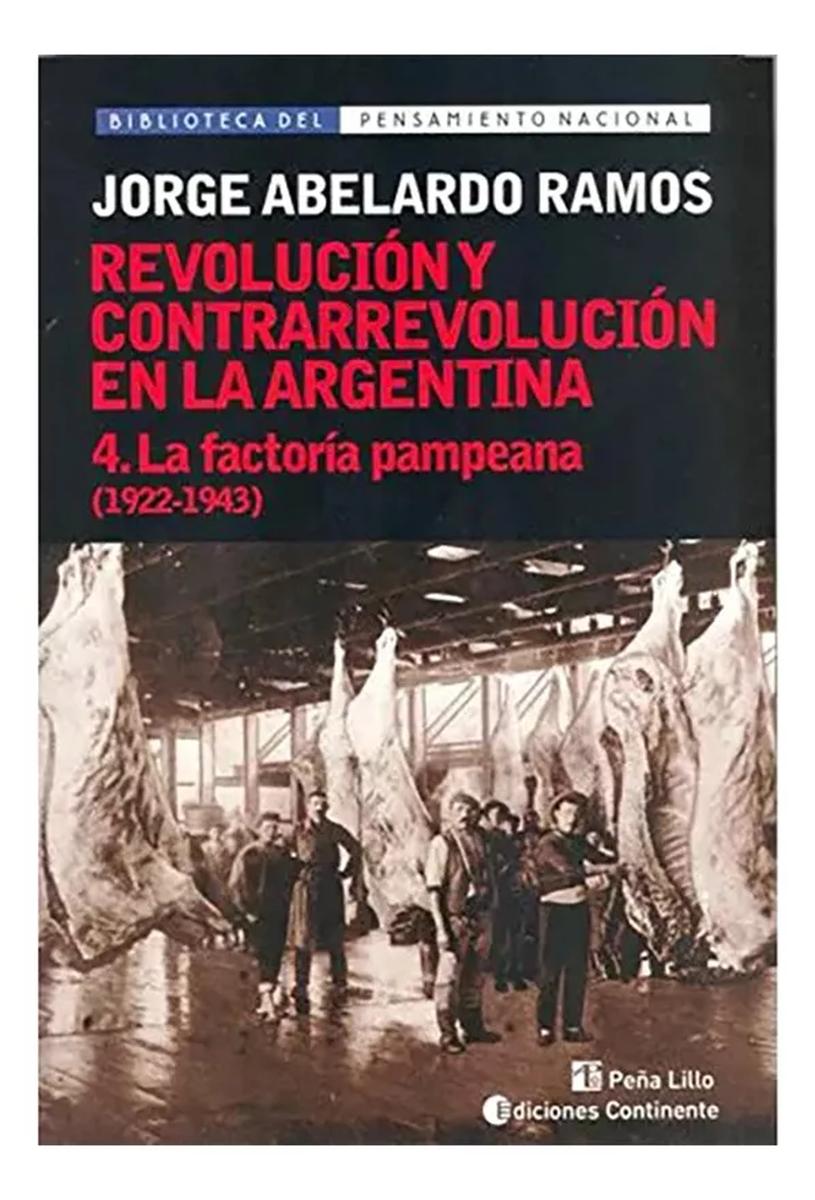 BIBLIOTECA DEL PENSAMIENTO NACIONAL
JORGE ABELARDO RAMOS
REVOLUCIÓN Y
CONTRARREVOLUCIÓN
EN LA ARGENTINA
4. La factoría pampeana
(1922-1943)
Peña Lillo
Ediciones Continente